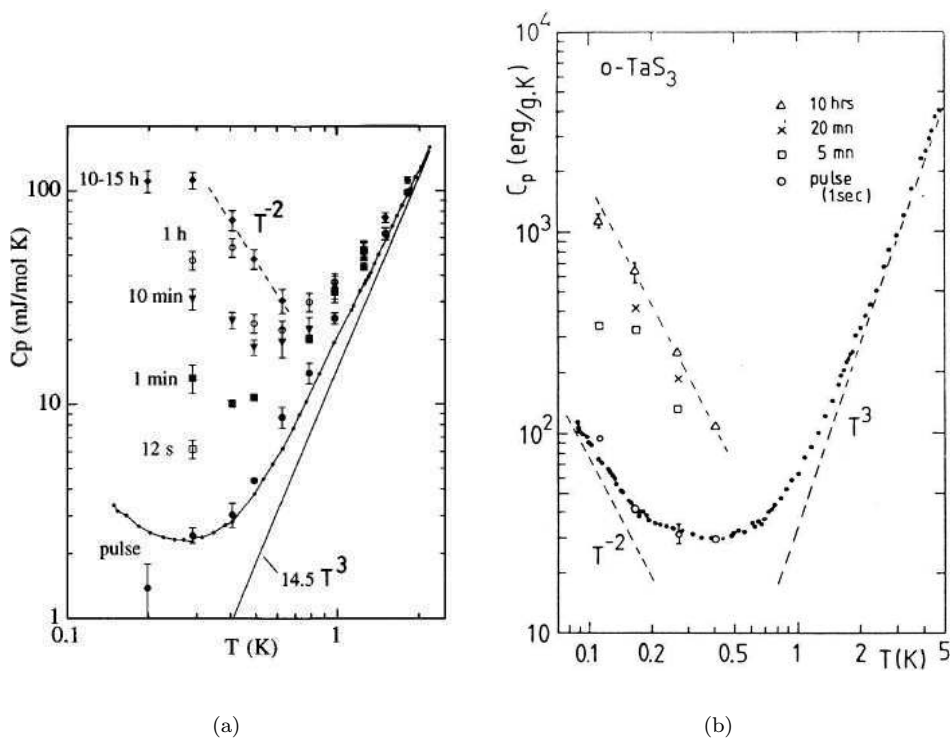 Cp (mJ/mol K)
100
10
1
10-15 h
1 h
10 min
1 min
12 s
pulse
T⁻²
14.5 T³
0.1
1
T (K)
(a)
Cp (erg/g.K)
10⁴
10³
10²
10
o-TaS₃
10 hrs
20 mn
5 mn
pulse
(1sec)
T³
T⁻²
0.1
0.2
0.5
1
2
T(K)
5
(b)